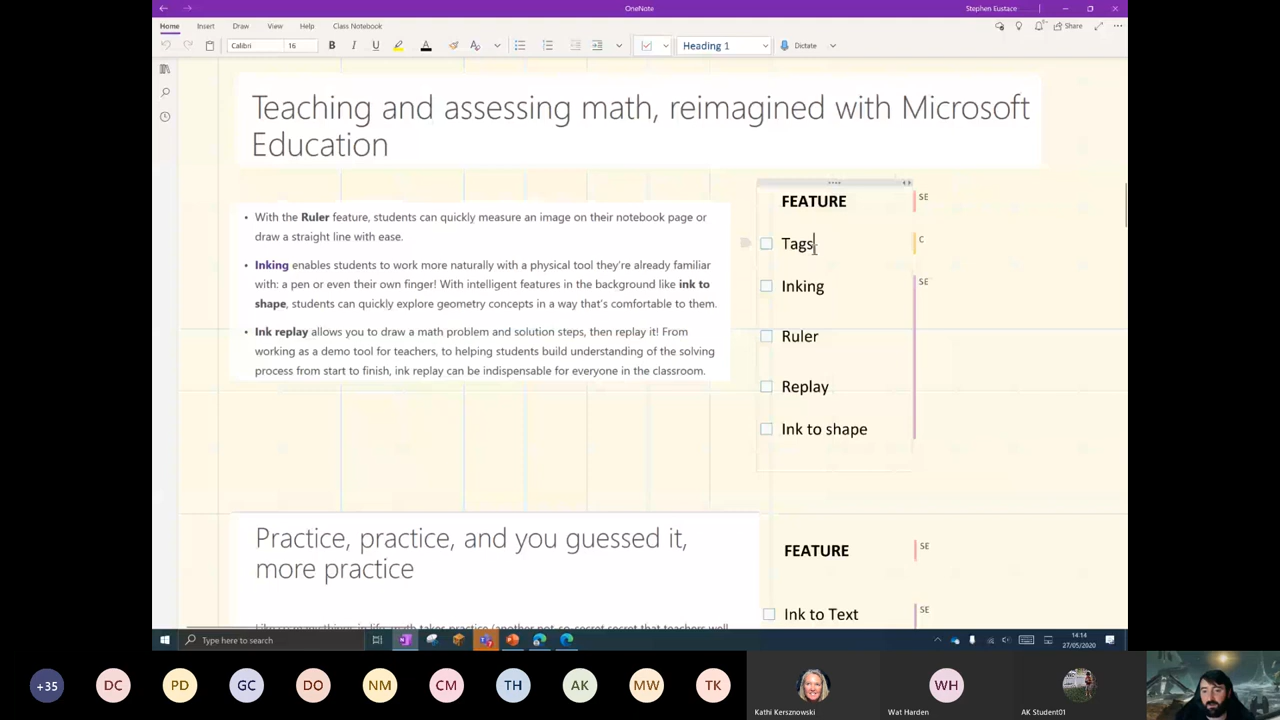 OneNote
Stephen Eustace
Home Insert Draw View Help Class Notebook
Share
Calibri 16 B I U A Heading 1 Dictate
Teaching and assessing math, reimagined with Microsoft
Education
• With the Ruler feature, students can quickly measure an image on their notebook page or
draw a straight line with ease.
• Inking enables students to work more naturally with a physical tool they're already familiar
with: a pen or even their own finger! With intelligent features in the background like ink to
shape, students can quickly explore geometry concepts in a way that's comfortable to them.
• Ink replay allows you to draw a math problem and solution steps, then replay it! From
working as a demo tool for teachers, to helping students build understanding of the solving
process from start to finish, ink replay can be indispensable for everyone in the classroom.
FEATURE
SE
Tags
C
Inking
SE
Ruler
Replay
Ink to shape
Practice, practice, and you guessed it,
more practice
FEATURE
SE
Ink to Text
SE
Type here to search
14:14
27/05/2020
+35 DC PD GC DO NM CM TH AK MW TK WH
Kathi Kersznowski
Wat Harden
AK Student01